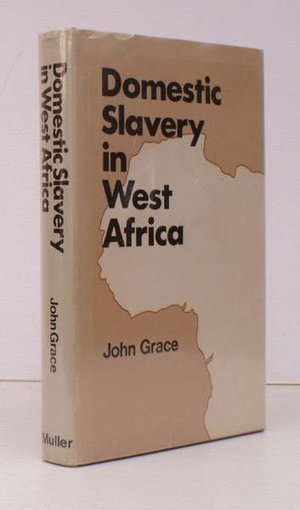 Domestic
Slavery
in
West
Africa
John Grace
Domestic Slavery
in West Africa
John Grace
Muller